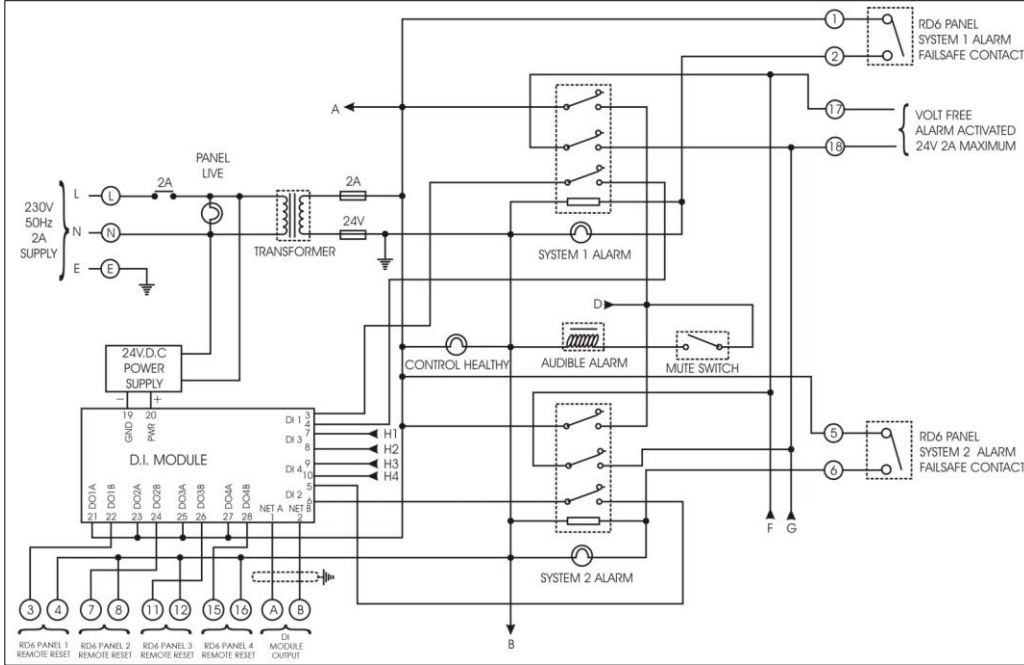 1
RD6 PANEL
SYSTEM 1 ALARM
FAILSAFE CONTACT
2
A
17
VOLT FREE
ALARM ACTIVATED
24V 2A MAXIMUM
18
PANEL
LIVE
2A
2A
L
L
230V
50Hz
2A
SUPPLY
N
N
24V
TRANSFORMER
SYSTEM 1 ALARM
E
E
D
24V.D.C
POWER
SUPPLY
CONTROL HEALTHY
AUDIBLE ALARM
MUTE SWITCH
−
+
19
20
GND
PWR
D.I. MODULE
DI 1
3
4
DI 3
7
8
H1
H2
DI 4
9
10
H3
H4
DI 2
5
6
5
RD6 PANEL
SYSTEM 2 ALARM
FAILSAFE CONTACT
6
DO1A
DO1B
DO2A
DO2B
DO3A
DO3B
DO4A
DO4B
NET A
NET B
21
22
23
24
25
26
27
28
1
2
F
G
SYSTEM 2 ALARM
3
4
7
8
11
12
15
16
A
B
RD6 PANEL 1
REMOTE RESET
RD6 PANEL 2
REMOTE RESET
RD6 PANEL 3
REMOTE RESET
RD6 PANEL 4
REMOTE RESET
DI
MODULE
OUTPUT
B